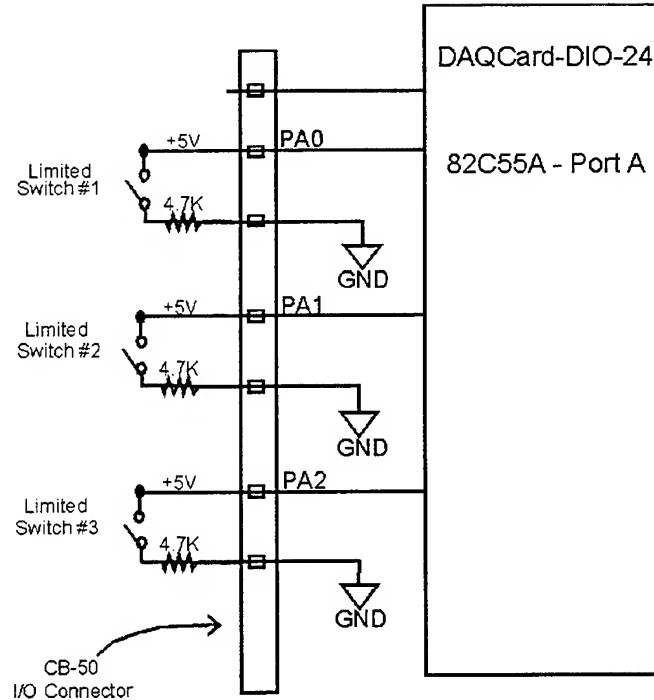 DAQCard-DIO-24
82C55A - Port A
+5V
PA0
Limited
Switch #1
4.7K
GND
+5V
PA1
Limited
Switch #2
4.7K
GND
+5V
PA2
Limited
Switch #3
4.7K
GND
CB-50
I/O Connector